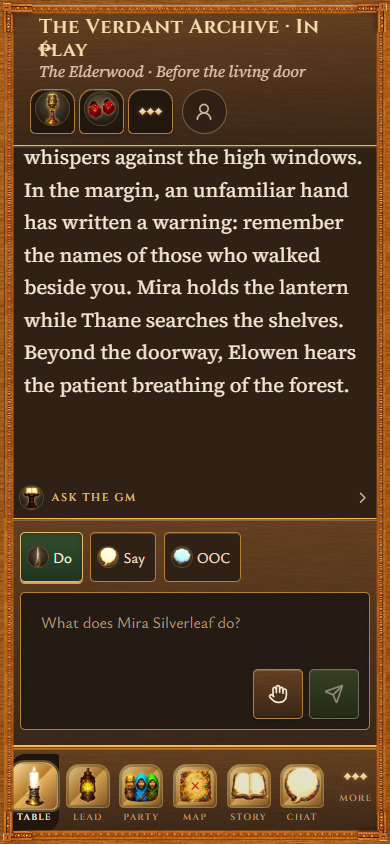 The Verdant Archive · In
Play
The Elderwood · Before the living door
whispers against the high windows.
In the margin, an unfamiliar hand
has written a warning: remember
the names of those who walked
beside you. Mira holds the lantern
while Thane searches the shelves.
Beyond the doorway, Elowen hears
the patient breathing of the forest.
ASK THE GM
Do
Say
OOC
What does Mira Silverleaf do?
TABLE
LEAD
PARTY
MAP
STORY
CHAT
MORE